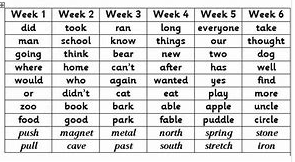 Week 1 Week 2 Week 3 Week 4 Week 5 Week 6
did took ran long everyone take
man school know things our thought
going think bear new two dog
where home can't after has well
would who again wanted yes find
or didn't cat eat play more
zoo book bark able apple uncle
food good park fable puddle circle
push magnet metal north spring stone
pull cave past south stretch iron